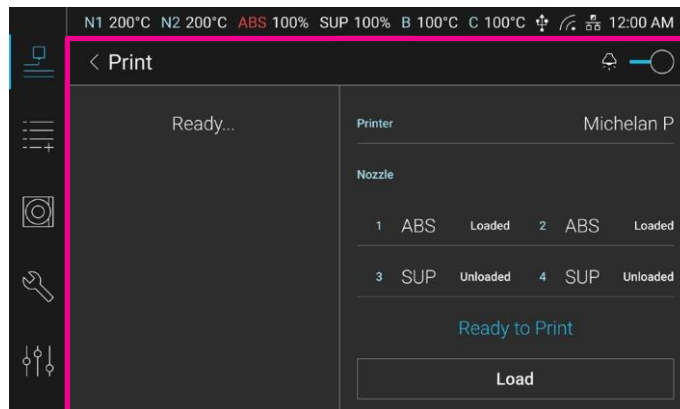 N1 200°C N2 200°C ABS 100% SUP 100% B 100°C C 100°C 12:00 AM
< Print
Ready...
Printer Michelan P
Nozzle
1 ABS Loaded 2 ABS Loaded
3 SUP Unloaded 4 SUP Unloaded
Ready to Print
Load